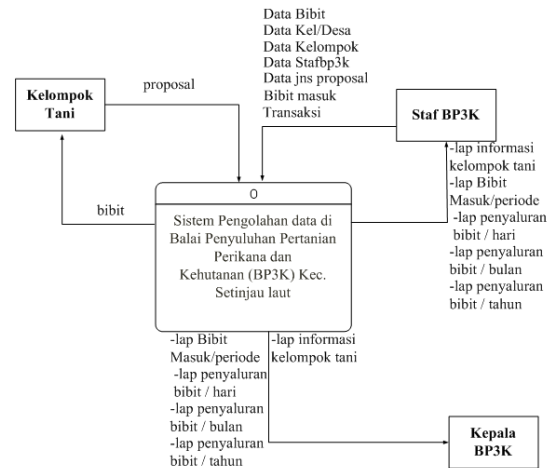 Data Bibit
Data Kel/Desa
Data Kelompok
Data Stafbp3k
Data jns proposal
Bibit masuk
Transaksi
proposal
Kelompok
Tani
Staf BP3K
-lap informasi
kelompok tani
-lap Bibit
Masuk/periode
-lap penyaluran
bibit / hari
-lap penyaluran
bibit / bulan
-lap penyaluran
bibit / tahun
bibit
0
Sistem Pengolahan data di
Balai Penyuluhan Pertanian
Perikana dan
Kehutanan (BP3K) Kec.
Setinjau laut
-lap Bibit
Masuk/periode
-lap penyaluran
bibit / hari
-lap penyaluran
bibit / bulan
-lap penyaluran
bibit / tahun
-lap informasi
kelompok tani
Kepala
BP3K